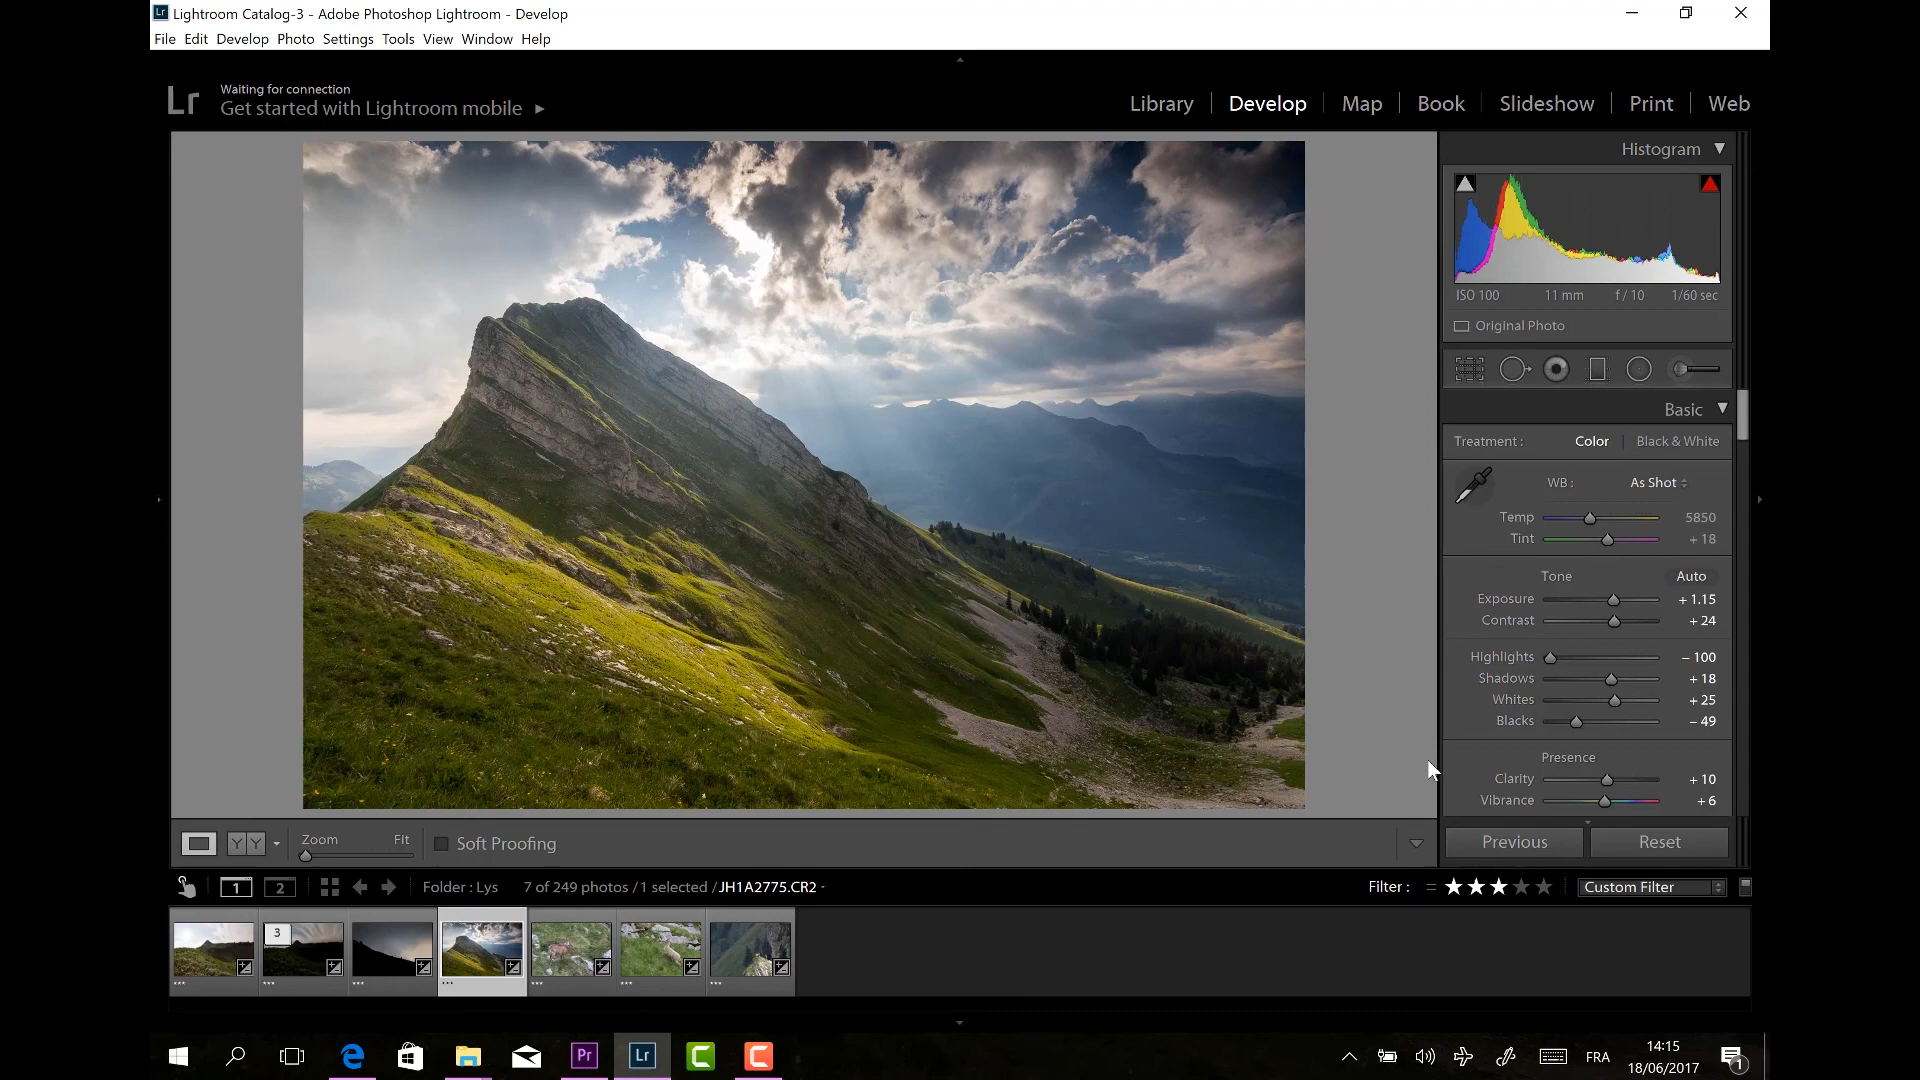 Lr Lightroom Catalog-3 - Adobe Photoshop Lightroom - Develop
File Edit Develop Photo Settings Tools View Window Help
Lr
Waiting for connection
Get started with Lightroom mobile
Library Develop Map Book Slideshow Print Web
Histogram
ISO 100 11 mm f / 10 1/60 sec
Original Photo
Basic
Treatment : Color Black & White
WB : As Shot
Temp 5850
Tint + 18
Tone Auto
Exposure + 1.15
Contrast + 24
Highlights - 100
Shadows + 18
Whites + 25
Blacks - 49
Presence
Clarity + 10
Vibrance + 6
Y Y Zoom Fit Soft Proofing
Previous Reset
1 2 Folder : Lys 7 of 249 photos / 1 selected / JH1A2775.CR2
Filter : Custom Filter
3
Pr Lr C C
FRA
14:15
18/06/2017
1